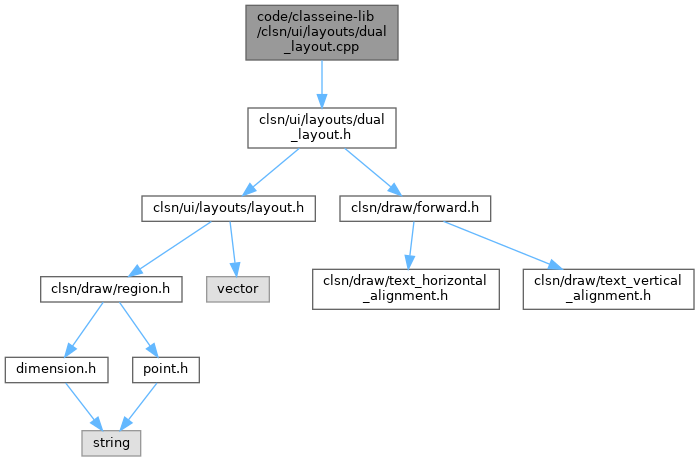 code/classeine-lib
/clsn/ui/layouts/dual
_layout.cpp
clsn/ui/layouts/dual
_layout.h
clsn/ui/layouts/layout.h
clsn/draw/forward.h
clsn/draw/region.h
vector
clsn/draw/text_horizontal
_alignment.h
clsn/draw/text_vertical
_alignment.h
dimension.h
point.h
string